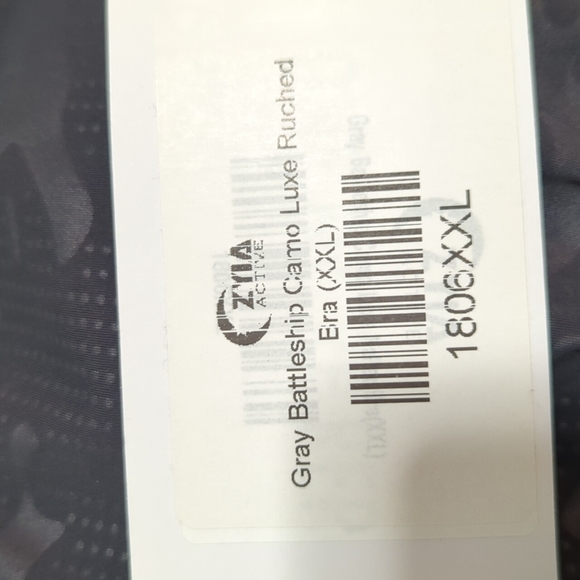 ZYIA
ACTIVE
Gray Battleship Camo Luxe Ruched
Bra (XXL)
1806XXL